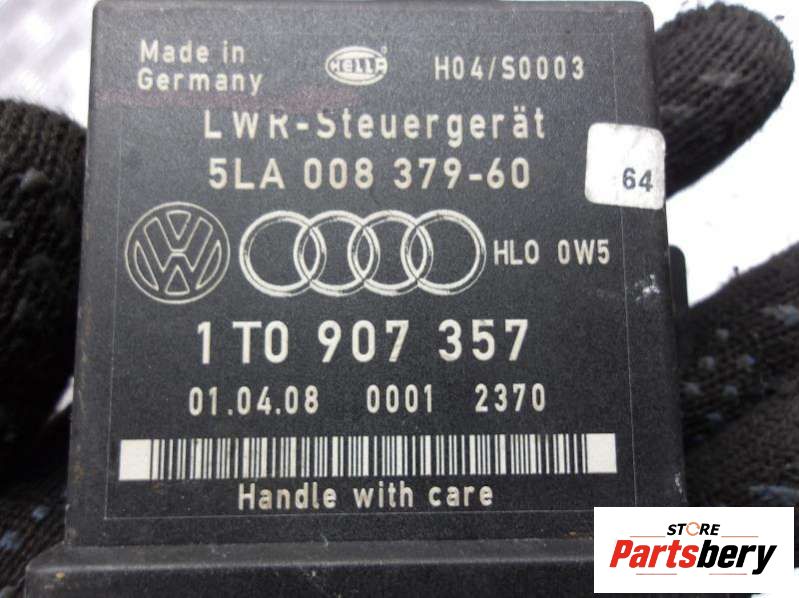 Made in
Germany
HELLA
H04/S0003
LWR-Steuergerät
5LA 008 379-60
64
HL0 0W5
1T0 907 357
01.04.08 0001 2370
Handle with care
STORE
Partsbery